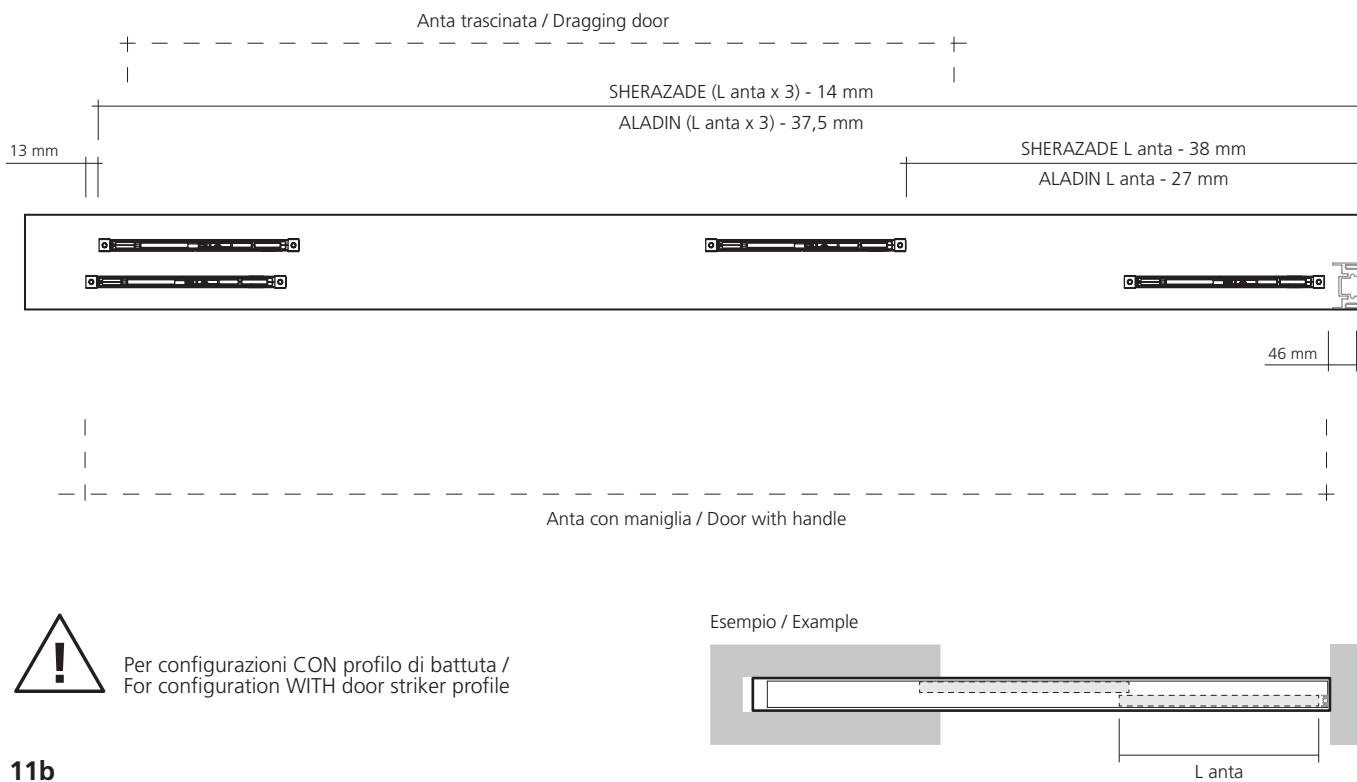 Anta trascinata / Dragging door
SHERAZADE (L anta x 3) - 14 mm
ALADIN (L anta x 3) - 37,5 mm
13 mm
SHERAZADE L anta - 38 mm
ALADIN L anta - 27 mm
46 mm
Anta con maniglia / Door with handle
!
Per configurazioni CON profilo di battuta /
For configuration WITH door striker profile
Esempio / Example
L anta
11b